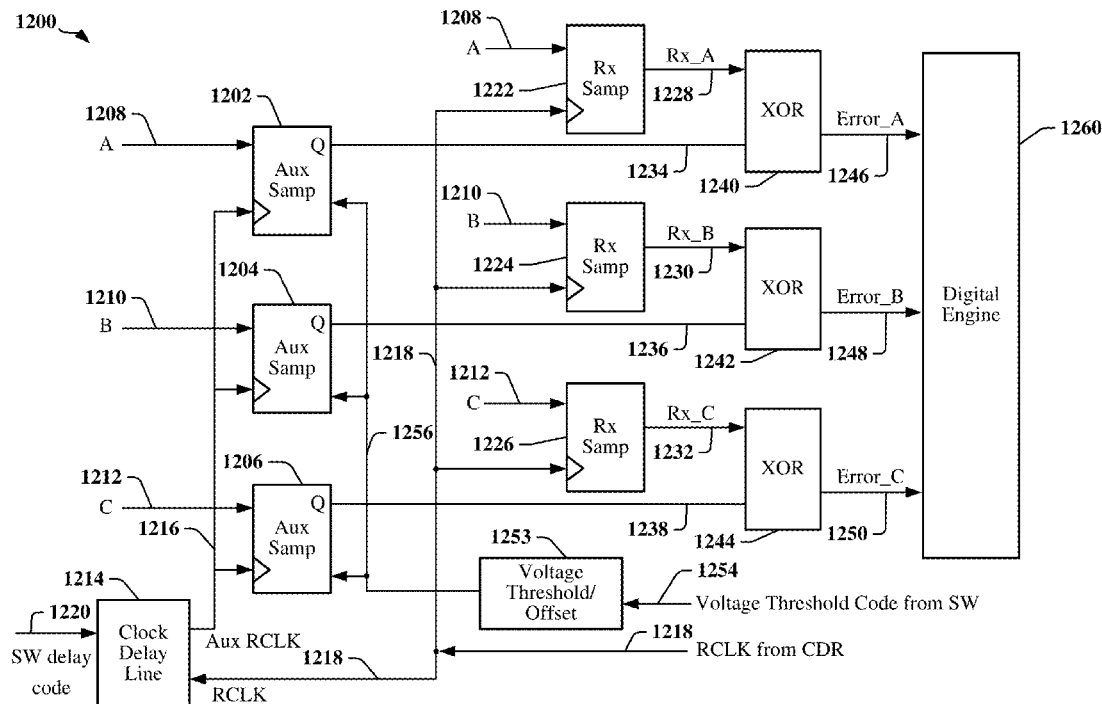 1200
1208
A
1202
Q
Aux
Samp
1208
A
1222
Rx
Samp
Rx_A
1228
XOR
1240
1234
Error_A
1246
1260
Digital
Engine
1210
B
1204
Q
Aux
Samp
1210
B
1224
Rx
Samp
Rx_B
1230
XOR
1242
1236
Error_B
1248
1218
1212
C
1226
Rx
Samp
Rx_C
1232
XOR
1244
1238
Error_C
1250
1256
1212
C
1206
Q
Aux
Samp
1216
1214
1220
SW delay
code
Clock
Delay
Line
Aux RCLK
RCLK
1218
1253
Voltage
Threshold/
Offset
1254
Voltage Threshold Code from SW
1218
RCLK from CDR